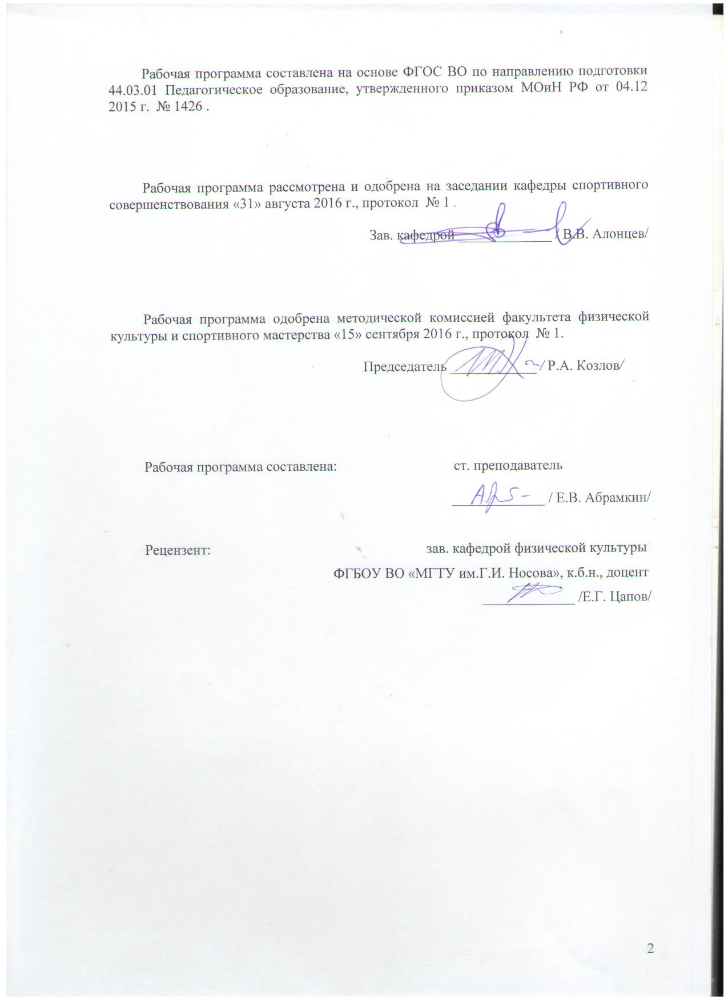 Рабочая программа составлена на основе ФГОС ВО по направлению подготовки
44.03.01 Педагогическое образование, утвержденного приказом МОиН РФ от 04.12
2015 г. № 1426 .
Рабочая программа рассмотрена и одобрена на заседании кафедры спортивного
совершенствования «31» августа 2016 г., протокол № 1 .
Зав. кафедрой _____________ / В.В. Алонцев/
Рабочая программа одобрена методической комиссией факультета физической
культуры и спортивного мастерства «15» сентября 2016 г., протокол № 1.
Председатель ____________/ Р.А. Козлов/
Рабочая программа составлена: ст. преподаватель
_____________ / Е.В. Абрамкин/
Рецензент: зав. кафедрой физической культуры
ФГБОУ ВО «МГТУ им.Г.И. Носова», к.б.н., доцент
_____________ /Е.Г. Цапов/
2